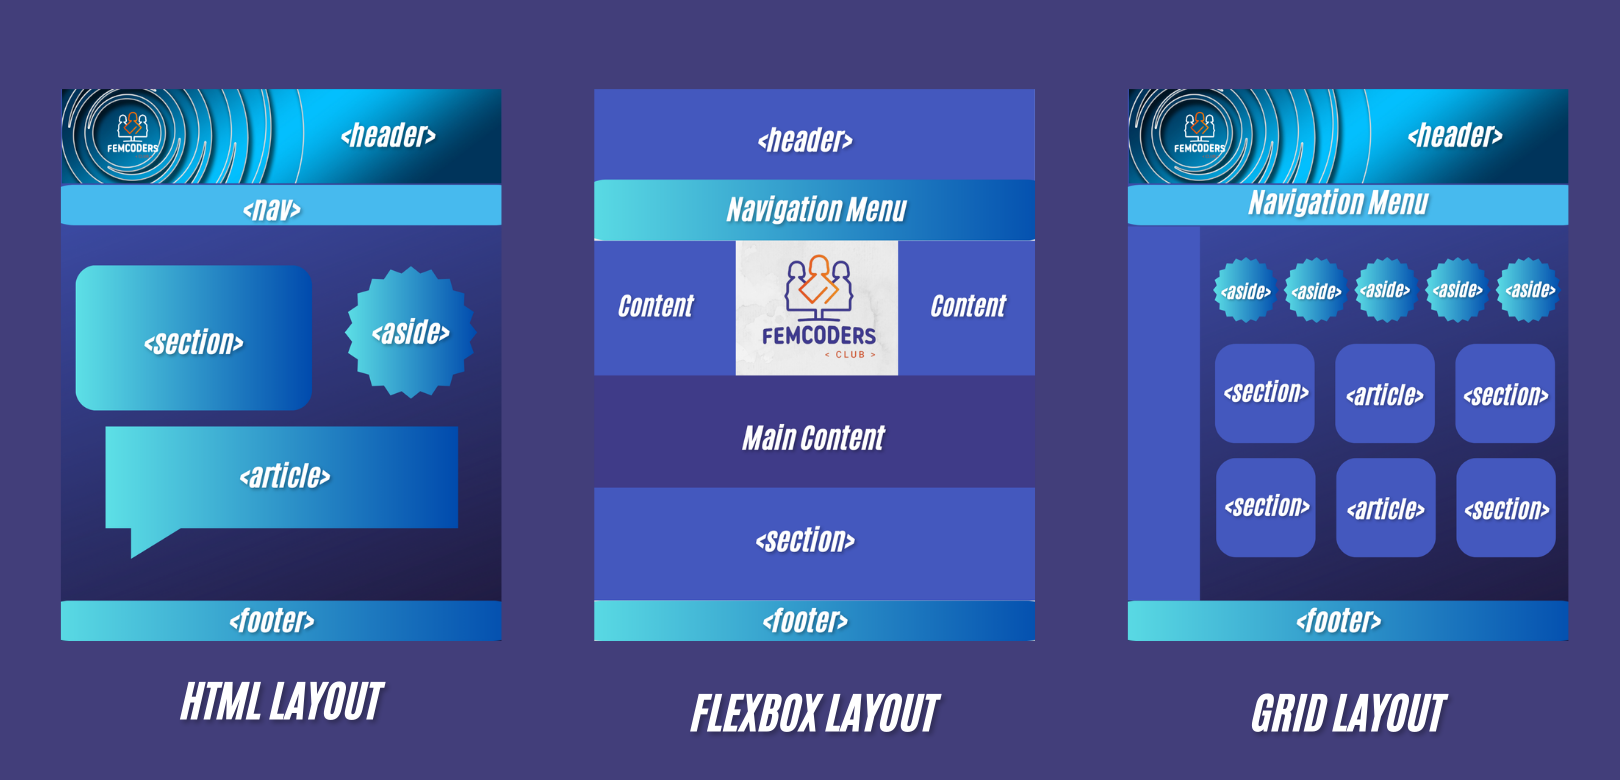 FEMCODERS
<header>
<nav>
<section>
<aside>
<article>
<footer>
HTML LAYOUT
<header>
Navigation Menu
Content
FEMCODERS
< CLUB >
Content
Main Content
<section>
<footer>
FLEXBOX LAYOUT
FEMCODERS
<header>
Navigation Menu
<aside> <aside> <aside> <aside> <aside>
<section> <article> <section>
<section> <article> <section>
<footer>
GRID LAYOUT